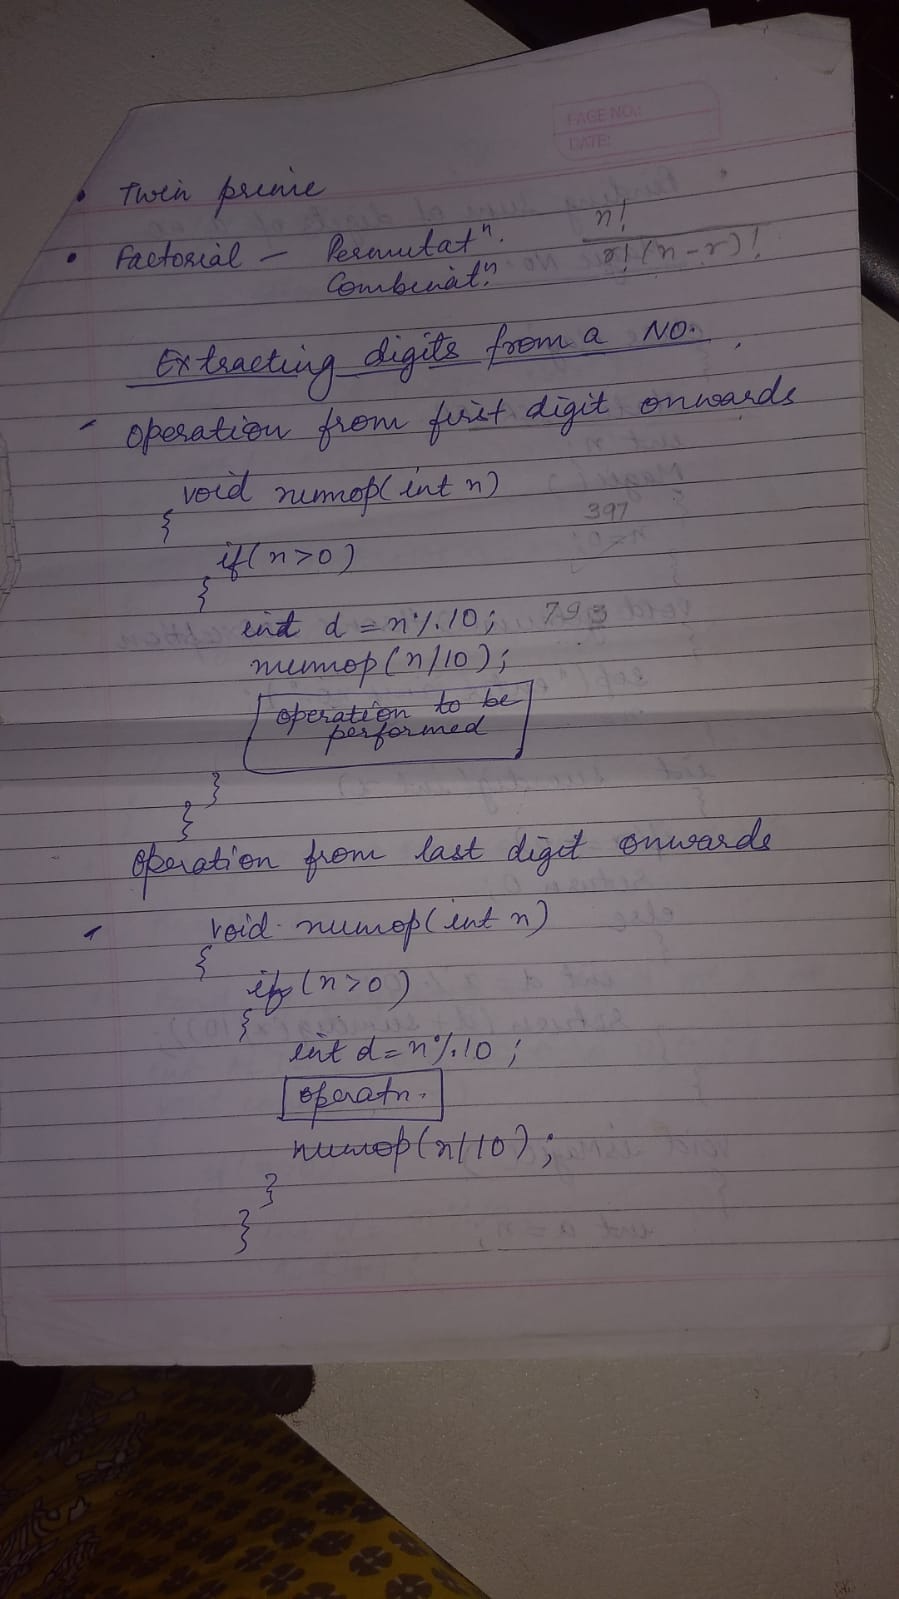 PAGE NO.:
DATE:
• Twin prime
• Factorial – Permutatⁿ.
Combinatⁿ.
n!
r!(n-r)!
Extracting digits from a NO.
- operation from first digit onwards
void numop(int n)
{
397
if(n>0)
{
int d = n%10; 793
numop(n/10);
operation to be
performed
}
}
operation from last digit onwards
- void numop(int n)
{
if(n>0)
{
int d=n%10;
operatn.
numop(n/10);
}
}